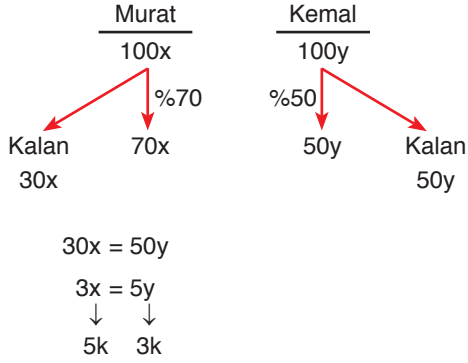 Murat Kemal
100x 100y
%70 %50
Kalan 70x 50y Kalan
30x 50y
30x = 50y
3x = 5y
↓ ↓
5k 3k